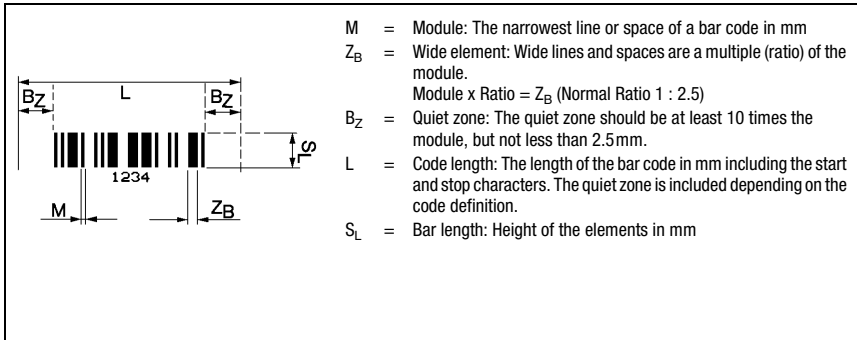 L
BZ
BZ
SL
1234
M
ZB
M = Module: The narrowest line or space of a bar code in mm
ZB = Wide element: Wide lines and spaces are a multiple (ratio) of the
module.
Module x Ratio = ZB (Normal Ratio 1 : 2.5)
BZ = Quiet zone: The quiet zone should be at least 10 times the
module, but not less than 2.5mm.
L = Code length: The length of the bar code in mm including the start
and stop characters. The quiet zone is included depending on the
code definition.
SL = Bar length: Height of the elements in mm